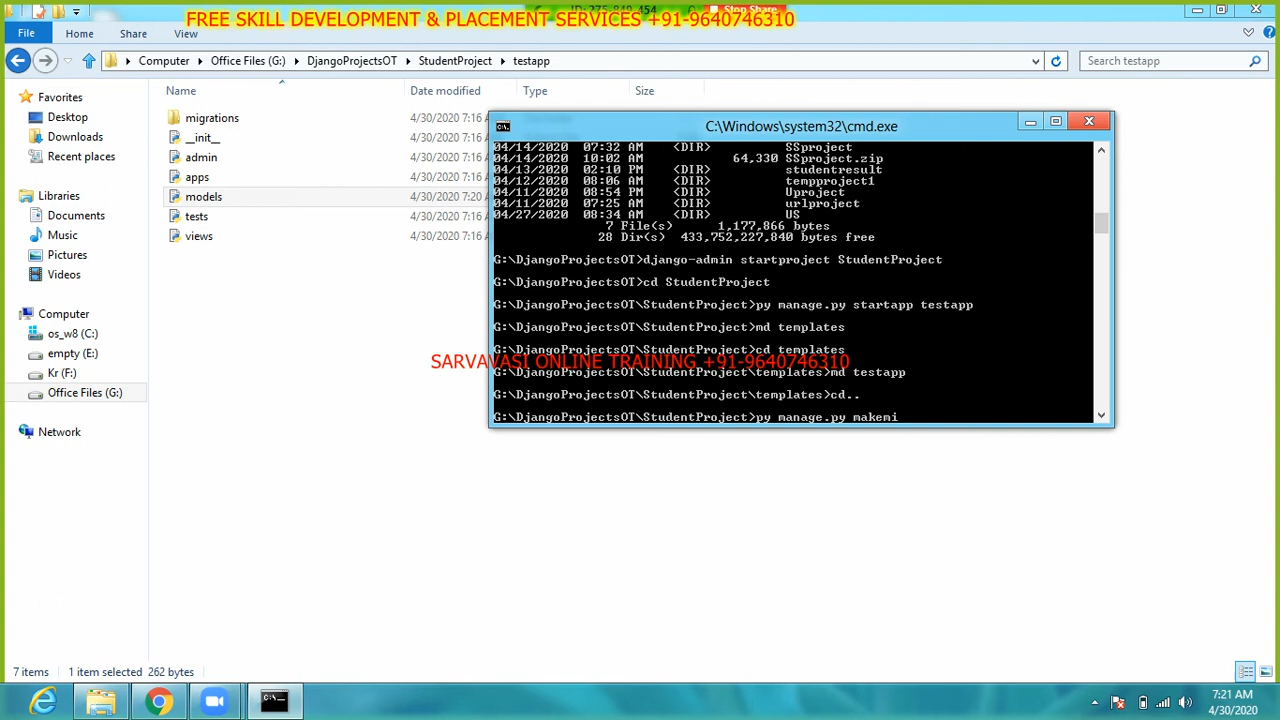 FREE SKILL DEVELOPMENT & PLACEMENT SERVICES +91-9640746310
Stop Share
File Home Share View
Computer Office Files (G:) DjangoProjectsOT StudentProject testapp
Search testapp
Name Date modified Type Size
Favorites
Desktop
Downloads
Recent places
Libraries
Documents
Music
Pictures
Videos
Computer
os_w8 (C:)
empty (E:)
Kr (F:)
Office Files (G:)
Network
migrations 4/30/2020 7:16 A
__init__ 4/30/2020 7:16 A
admin 4/30/2020 7:16 A
apps 4/30/2020 7:16 A
models 4/30/2020 7:20 A
tests 4/30/2020 7:16 A
views 4/30/2020 7:16 A
C:\Windows\system32\cmd.exe
04/14/2020 07:32 AM <DIR> SSproject
04/14/2020 10:02 AM 64,330 SSproject.zip
04/13/2020 02:10 PM <DIR> studentresult
04/12/2020 08:06 AM <DIR> tempproject1
04/11/2020 08:54 PM <DIR> Uproject
04/11/2020 07:25 AM <DIR> urlproject
04/27/2020 08:34 AM <DIR> US
7 File(s) 1,177,866 bytes
28 Dir(s) 433,752,227,840 bytes free
G:\DjangoProjectsOT>django-admin startproject StudentProject
G:\DjangoProjectsOT>cd StudentProject
G:\DjangoProjectsOT\StudentProject>py manage.py startapp testapp
G:\DjangoProjectsOT\StudentProject>md templates
G:\DjangoProjectsOT\StudentProject>cd templates
SARVAVASI ONLINE TRAINING +91-9640746310
G:\DjangoProjectsOT\StudentProject\templates>md testapp
G:\DjangoProjectsOT\StudentProject\templates>cd..
G:\DjangoProjectsOT\StudentProject>py manage.py makemi
7 items 1 item selected 262 bytes
7:21 AM
4/30/2020